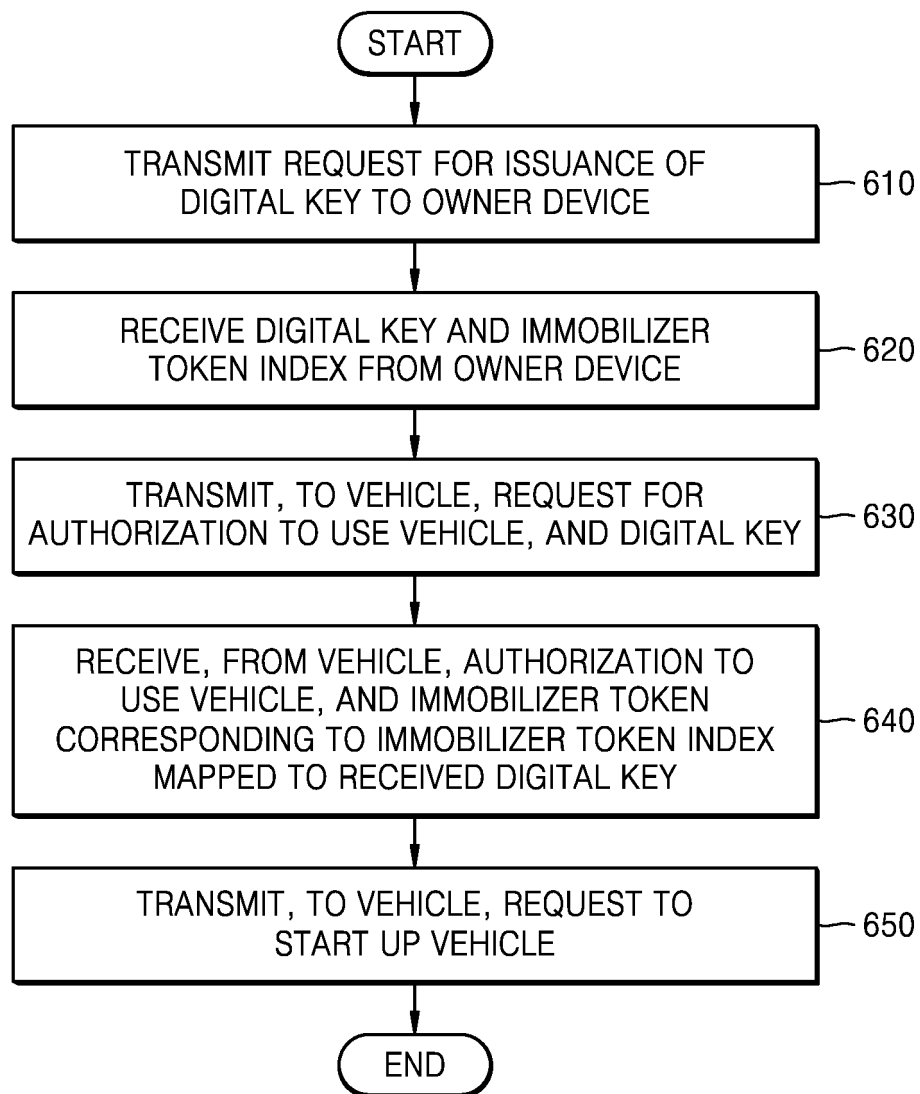 START
TRANSMIT REQUEST FOR ISSUANCE OF
DIGITAL KEY TO OWNER DEVICE
610
RECEIVE DIGITAL KEY AND IMMOBILIZER
TOKEN INDEX FROM OWNER DEVICE
620
TRANSMIT, TO VEHICLE, REQUEST FOR
AUTHORIZATION TO USE VEHICLE, AND DIGITAL KEY
630
RECEIVE, FROM VEHICLE, AUTHORIZATION TO
USE VEHICLE, AND IMMOBILIZER TOKEN
CORRESPONDING TO IMMOBILIZER TOKEN INDEX
MAPPED TO RECEIVED DIGITAL KEY
640
TRANSMIT, TO VEHICLE, REQUEST TO
START UP VEHICLE
650
END